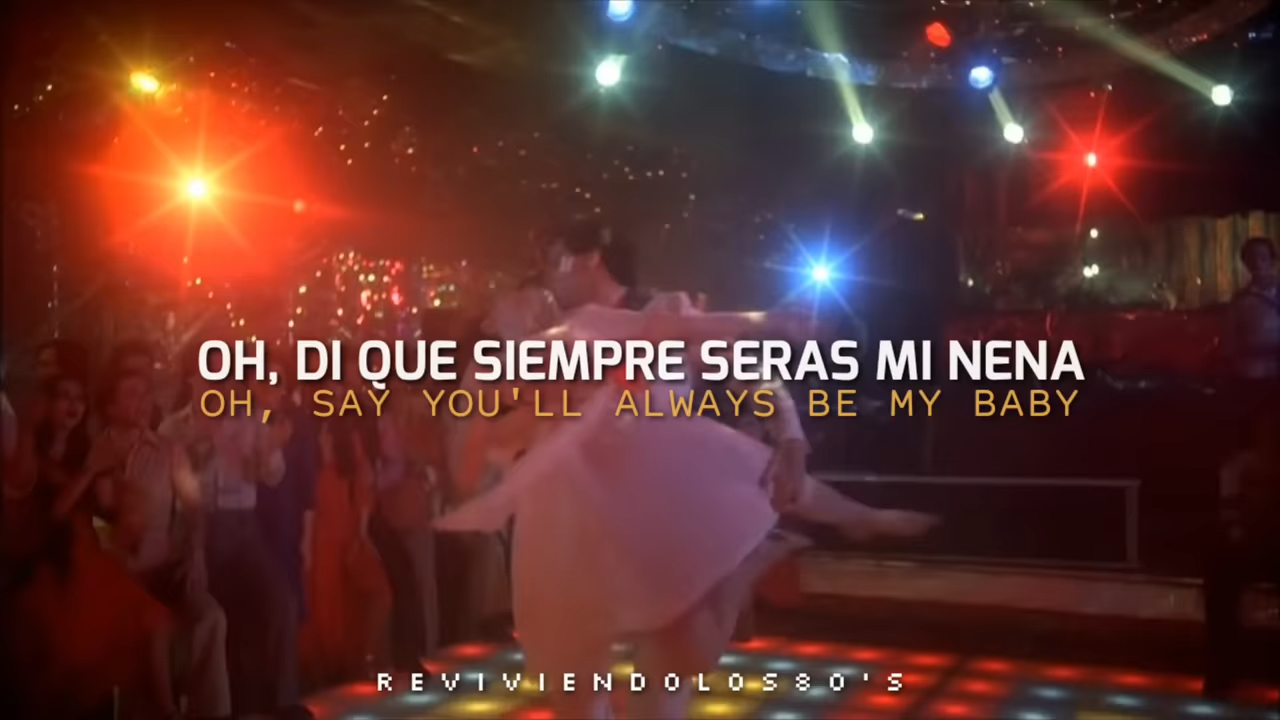 OH, DI QUE SIEMPRE SERAS MI NENA
OH, SAY YOU'LL ALWAYS BE MY BABY
REVIVIENDOLOS80'S